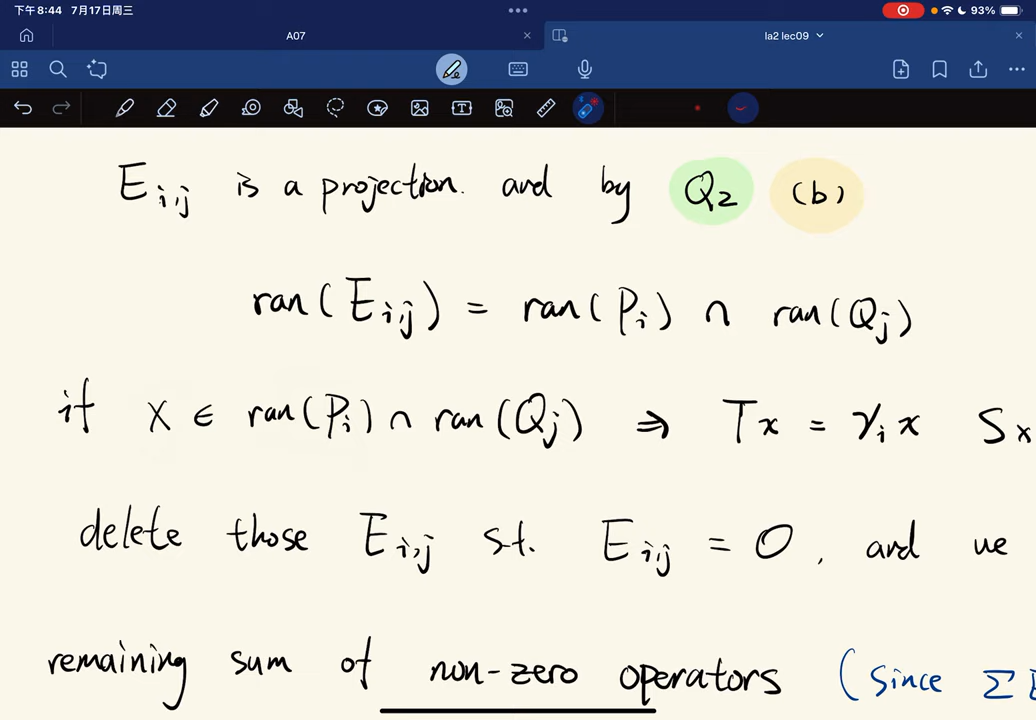 下午8:44 7月17日周三
93%
A07
la2 lec09
E_{i,j} is a projection. and by Q2 (b)
ran(E_{i,j}) = ran(P_i) ∩ ran(Q_j)
if x ∈ ran(P_i) ∩ ran(Q_j) ⇒ Tx = γ_i x Sx
delete those E_{i,j} s.t. E_{i,j} = 0, and we
remaining sum of non-zero operators (since Σ